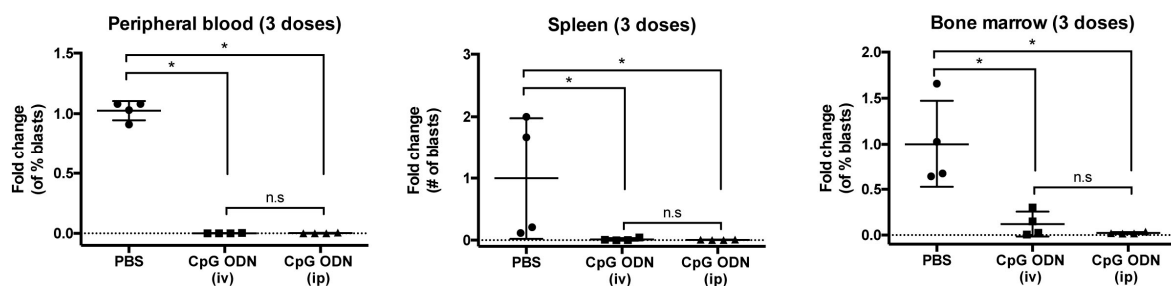 Peripheral blood (3 doses)
*
*
1.5
1.0
0.5
0.0
Fold change
(of % blasts)
n.s
PBS
CpG ODN
(iv)
CpG ODN
(ip)
Spleen (3 doses)
*
*
3
2
1
0
Fold change
(# of blasts)
n.s
PBS
CpG ODN
(iv)
CpG ODN
(ip)
Bone marrow (3 doses)
*
*
2.0
1.5
1.0
0.5
0.0
Fold change
(of % blasts)
n.s
PBS
CpG ODN
(iv)
CpG ODN
(ip)